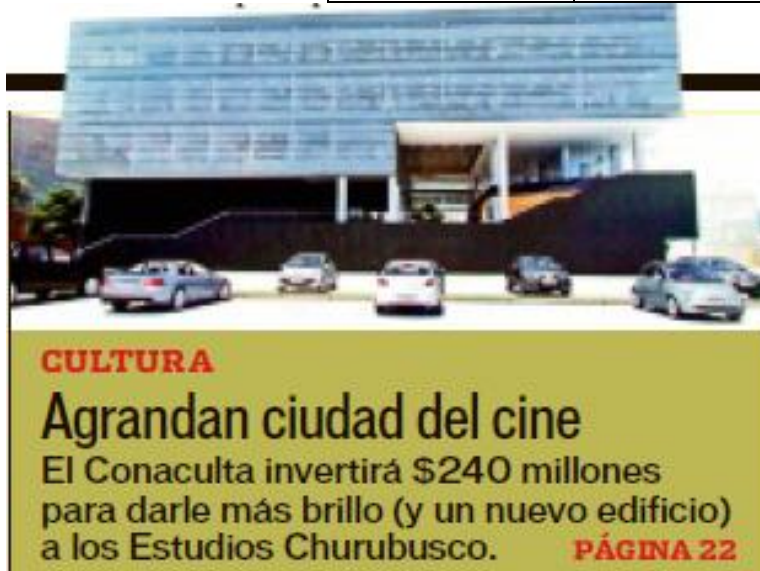 CULTURA
Agrandan ciudad del cine
El Conaculta invertirá $240 millones
para darle más brillo (y un nuevo edificio)
a los Estudios Churubusco. PÁGINA 22